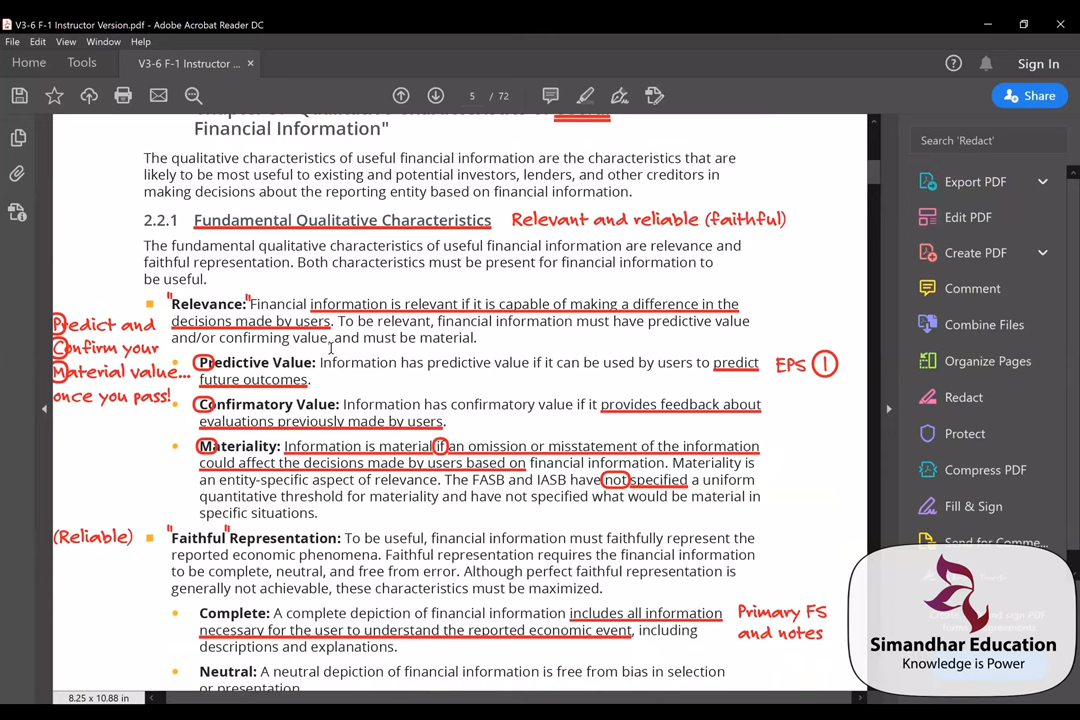 V3-6 F-1 Instructor Version.pdf - Adobe Acrobat Reader DC
File Edit View Window Help
Home Tools V3-6 F-1 Instructor ... × Sign In
5 / 72 Share
Financial Information"
Search 'Redact'
The qualitative characteristics of useful financial information are the characteristics that are
likely to be most useful to existing and potential investors, lenders, and other creditors in
making decisions about the reporting entity based on financial information.
Export PDF
2.2.1 Fundamental Qualitative Characteristics Relevant and reliable (faithful)
Edit PDF
The fundamental qualitative characteristics of useful financial information are relevance and
faithful representation. Both characteristics must be present for financial information to
be useful.
Create PDF
Comment
"Relevance:" Financial information is relevant if it is capable of making a difference in the
decisions made by users. To be relevant, financial information must have predictive value
and/or confirming value, and must be material.
Predict and
Confirm your
Material value...
once you pass!
Combine Files
Predictive Value: Information has predictive value if it can be used by users to predict
future outcomes.
EPS 1
Organize Pages
Confirmatory Value: Information has confirmatory value if it provides feedback about
evaluations previously made by users.
Redact
Protect
Materiality: Information is material if an omission or misstatement of the information
could affect the decisions made by users based on financial information. Materiality is
an entity-specific aspect of relevance. The FASB and IASB have not specified a uniform
quantitative threshold for materiality and have not specified what would be material in
specific situations.
Compress PDF
Fill & Sign
(Reliable)
"Faithful" Representation: To be useful, financial information must faithfully represent the
reported economic phenomena. Faithful representation requires the financial information
to be complete, neutral, and free from error. Although perfect faithful representation is
generally not achievable, these characteristics must be maximized.
Send for Comme...
Complete: A complete depiction of financial information includes all information
necessary for the user to understand the reported economic event, including
descriptions and explanations.
Primary FS
and notes
Simandhar Education
Knowledge is Power
Neutral: A neutral depiction of financial information is free from bias in selection
or presentation.
8.25 x 10.88 in